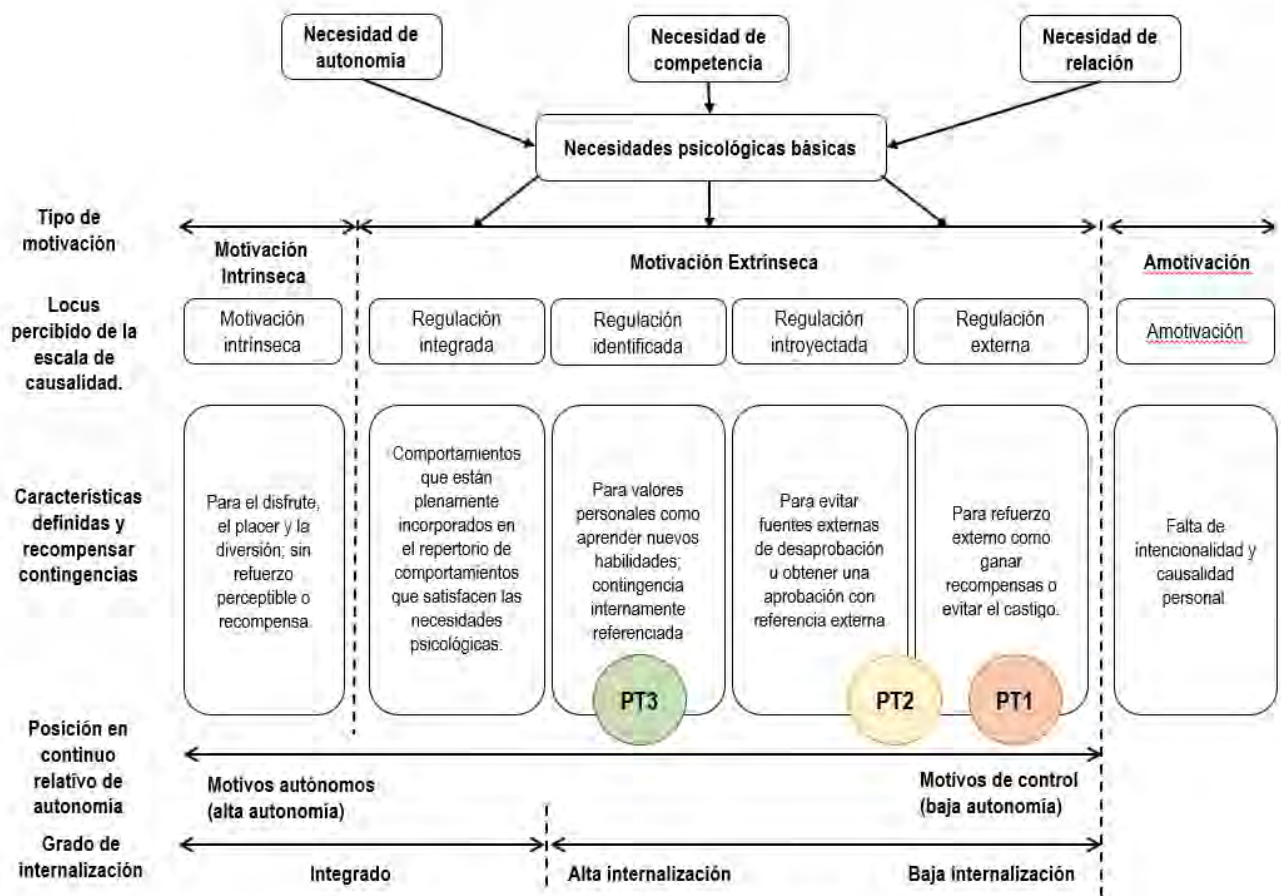 Necesidad de
autonomía
Necesidad de
competencia
Necesidad de
relación
Necesidades psicológicas básicas
Tipo de
motivación
Motivación
Intrínseca
Motivación Extrínseca
Amotivación
Locus
percibido de la
escala de
causalidad.
Motivación
intrínseca
Regulación
integrada
Regulación
identificada
Regulación
introyectada
Regulación
externa
Amotivación
Características
definidas y
recompensar
contingencias
Para el disfrute,
el placer y la
diversión; sin
refuerzo
perceptible o
recompensa
Comportamientos
que están
plenamente
incorporados en
el repertorio de
comportamientos
que satisfacen las
necesidades
psicológicas.
Para valores
personales como
aprender nuevos
habilidades;
contingencia
internamente
referenciada
Para evitar
fuentes externas
de desaprobación
u obtener una
aprobación con
referencia externa
Para refuerzo
externo como
ganar
recompensas o
evitar el castigo.
Falta de
intencionalidad y
causalidad
personal
PT3
PT2
PT1
Posición en
continuo
relativo de
autonomía
Motivos autónomos
(alta autonomía)
Motivos de control
(baja autonomía)
Grado de
internalización
Integrado
Alta internalización
Baja internalización